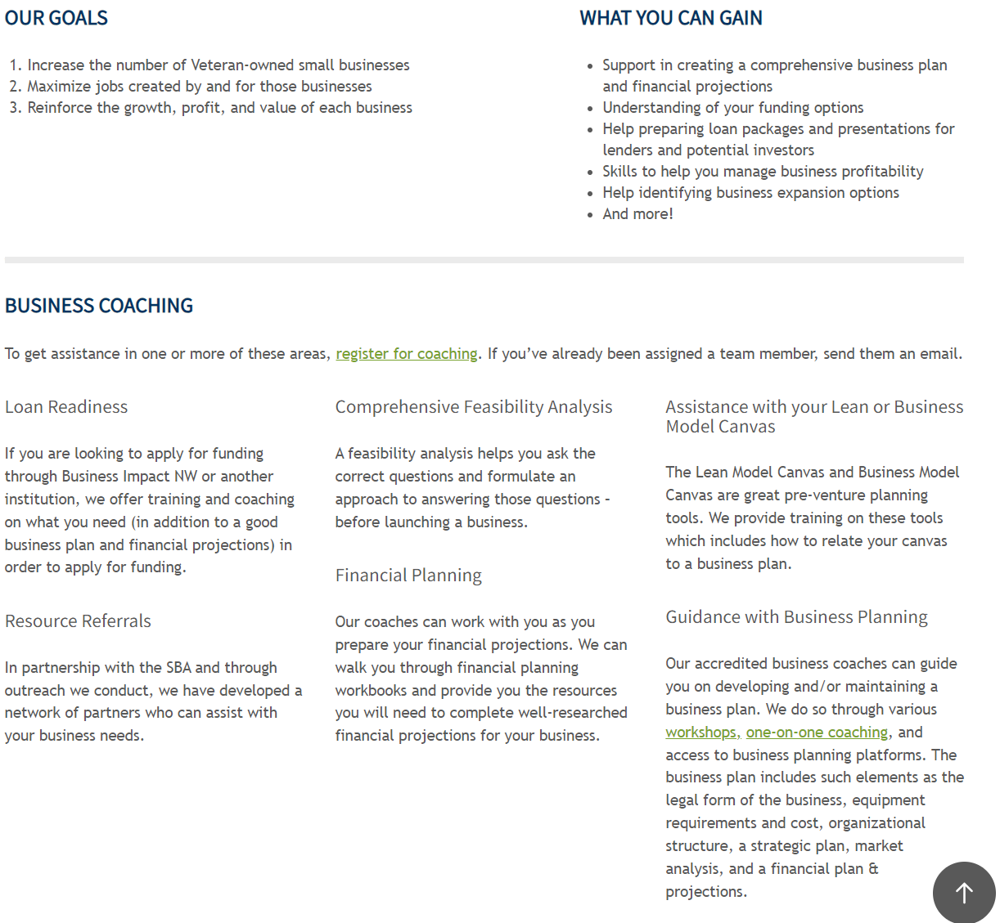 OUR GOALS
1. Increase the number of Veteran-owned small businesses
2. Maximize jobs created by and for those businesses
3. Reinforce the growth, profit, and value of each business
WHAT YOU CAN GAIN
• Support in creating a comprehensive business plan
and financial projections
• Understanding of your funding options
• Help preparing loan packages and presentations for
lenders and potential investors
• Skills to help you manage business profitability
• Help identifying business expansion options
• And more!
BUSINESS COACHING
To get assistance in one or more of these areas, register for coaching. If you’ve already been assigned a team member, send them an email.
Loan Readiness
If you are looking to apply for funding
through Business Impact NW or another
institution, we offer training and coaching
on what you need (in addition to a good
business plan and financial projections) in
order to apply for funding.
Resource Referrals
In partnership with the SBA and through
outreach we conduct, we have developed a
network of partners who can assist with
your business needs.
Comprehensive Feasibility Analysis
A feasibility analysis helps you ask the
correct questions and formulate an
approach to answering those questions –
before launching a business.
Financial Planning
Our coaches can work with you as you
prepare your financial projections. We can
walk you through financial planning
workbooks and provide you the resources
you will need to complete well-researched
financial projections for your business.
Assistance with your Lean or Business
Model Canvas
The Lean Model Canvas and Business Model
Canvas are great pre-venture planning
tools. We provide training on these tools
which includes how to relate your canvas
to a business plan.
Guidance with Business Planning
Our accredited business coaches can guide
you on developing and/or maintaining a
business plan. We do so through various
workshops, one-on-one coaching, and
access to business planning platforms. The
business plan includes such elements as the
legal form of the business, equipment
requirements and cost, organizational
structure, a strategic plan, market
analysis, and a financial plan &
projections.